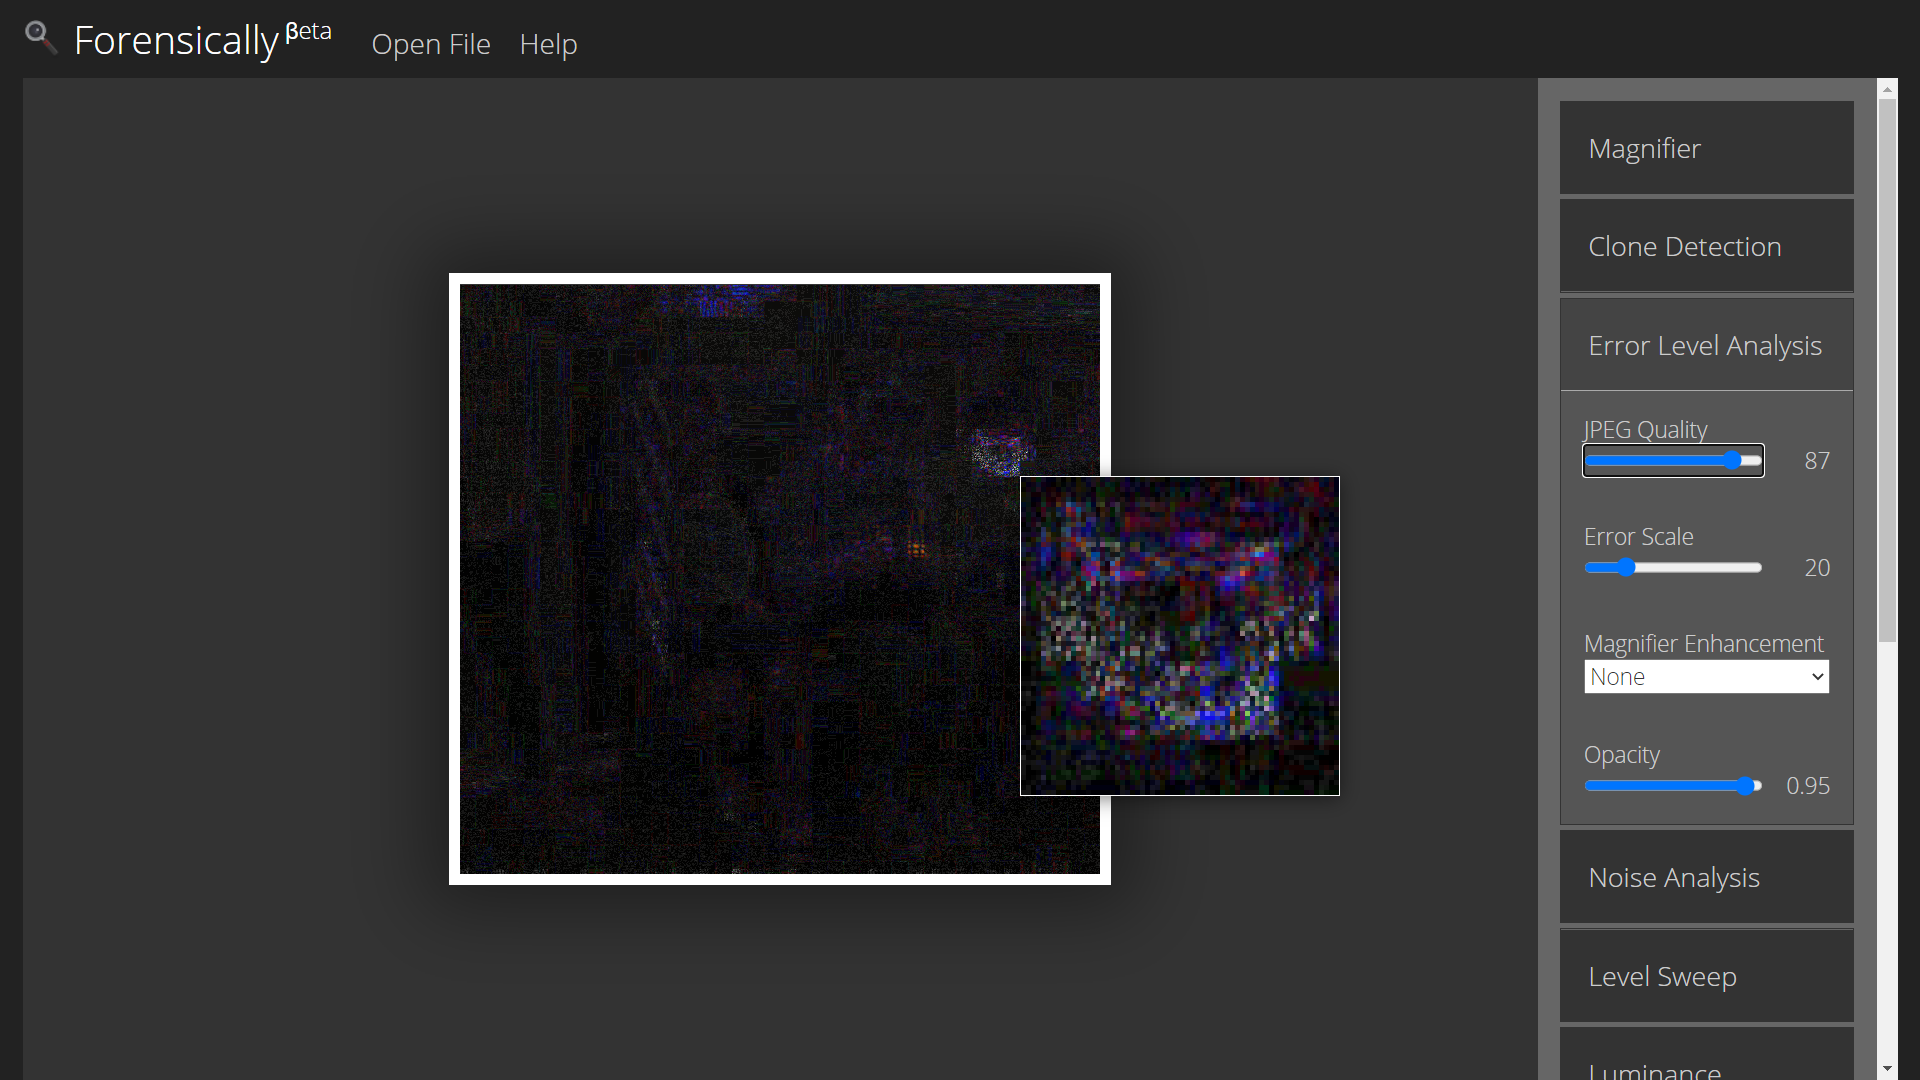 Forensically βeta
Open File
Help
Magnifier
Clone Detection
Error Level Analysis
JPEG Quality
87
Error Scale
20
Magnifier Enhancement
None
Opacity
0.95
Noise Analysis
Level Sweep
Luminance